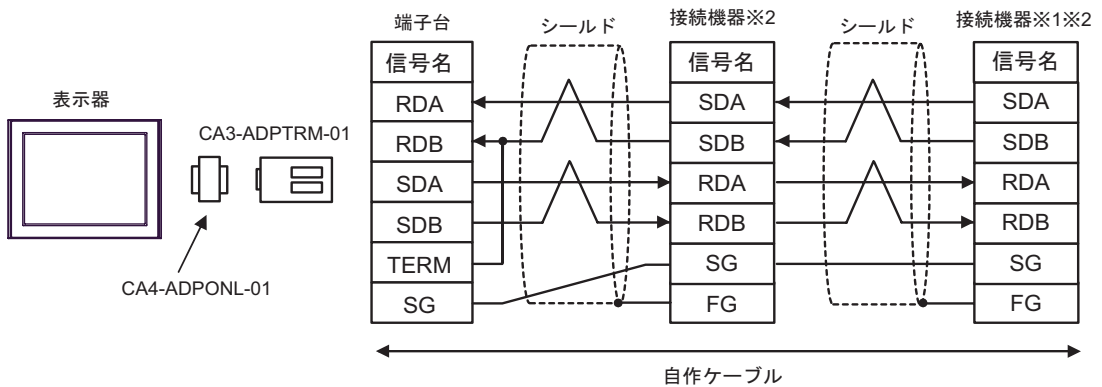 表示器
CA3-ADPTRM-01
CA4-ADPONL-01
端子台
信号名
RDA
RDB
SDA
SDB
TERM
SG
シールド
接続機器※2
信号名
SDA
SDB
RDA
RDB
SG
FG
シールド
接続機器※1※2
信号名
SDA
SDB
RDA
RDB
SG
FG
自作ケーブル